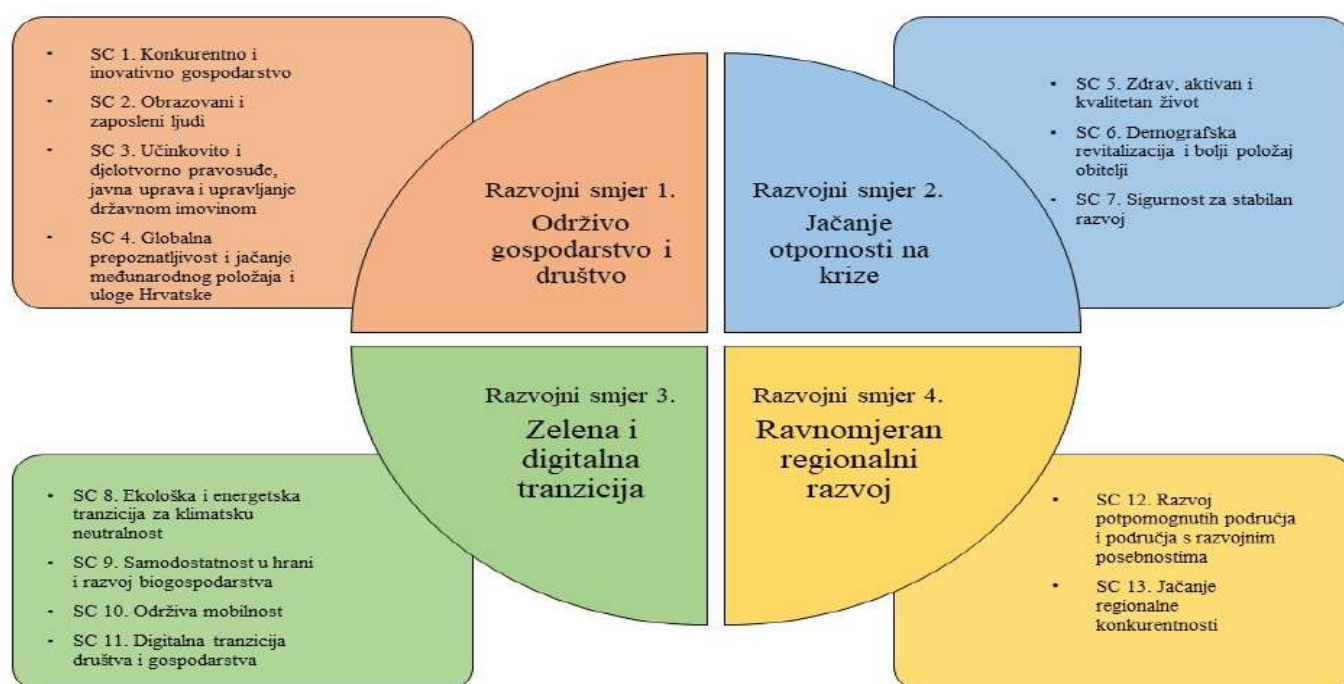 • SC 1. Konkurentno i
inovativno gospodarstvo
• SC 2. Obrazovani i
zaposleni ljudi
• SC 3. Učinkovito i
djelotvorno pravosuđe,
javna uprava i upravljanje
državnom imovinom
• SC 4. Globalna
prepoznatljivost i jačanje
međunarodnog položaja i
uloge Hrvatske
Razvojni smjer 1.
Održivo
gospodarstvo i
društvo
Razvojni smjer 2.
Jačanje
otpornosti na
krize
• SC 5. Zdrav, aktivan i
kvalitetan život
• SC 6. Demografska
revitalizacija i bolji položaj
obitelji
• SC 7. Sigurnost za stabilan
razvoj
• SC 8. Ekološka i energetska
tranzicija za klimatsku
neutralnost
• SC 9. Samodostatnost u hrani
i razvoj biogospodarstva
• SC 10. Održiva mobilnost
• SC 11. Digitalna tranzicija
društva i gospodarstva
Razvojni smjer 3.
Zelena i
digitalna
tranzicija
Razvojni smjer 4.
Ravnomjeran
regionalni
razvoj
• SC 12. Razvoj
potpomognutih područja
i područja s razvojnim
posebnostima
• SC 13. Jačanje
regionalne
konkurentnosti